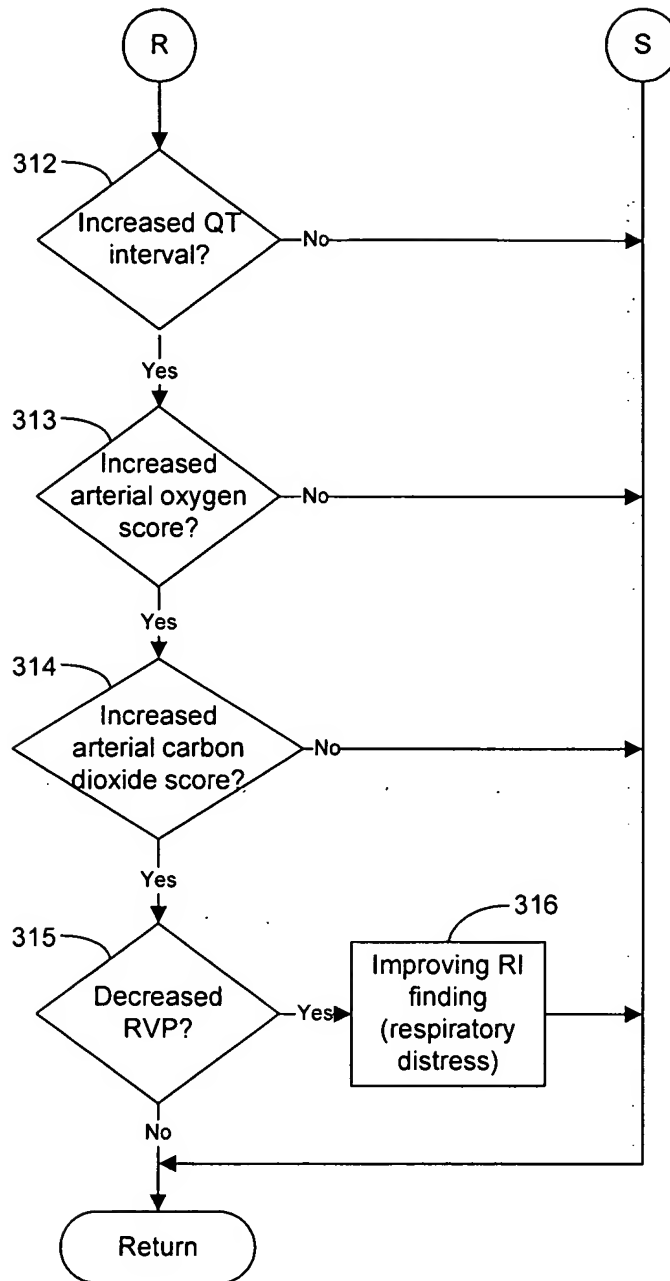 R
S
312
Increased QT
interval?
No
Yes
313
Increased
arterial oxygen
score?
No
Yes
314
Increased
arterial carbon
dioxide score?
No
Yes
315
Decreased
RVP?
Yes
316
Improving RI
finding
(respiratory
distress)
No
Return